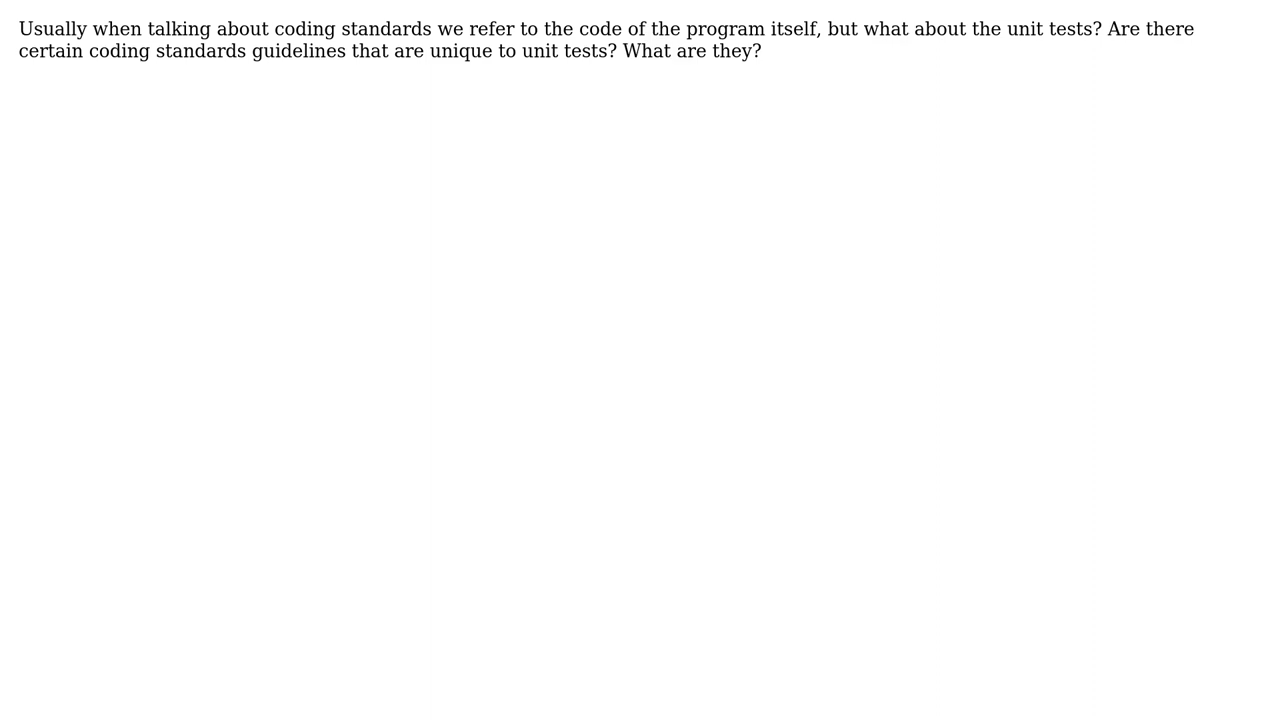 Usually when talking about coding standards we refer to the code of the program itself, but what about the unit tests? Are there
certain coding standards guidelines that are unique to unit tests? What are they?